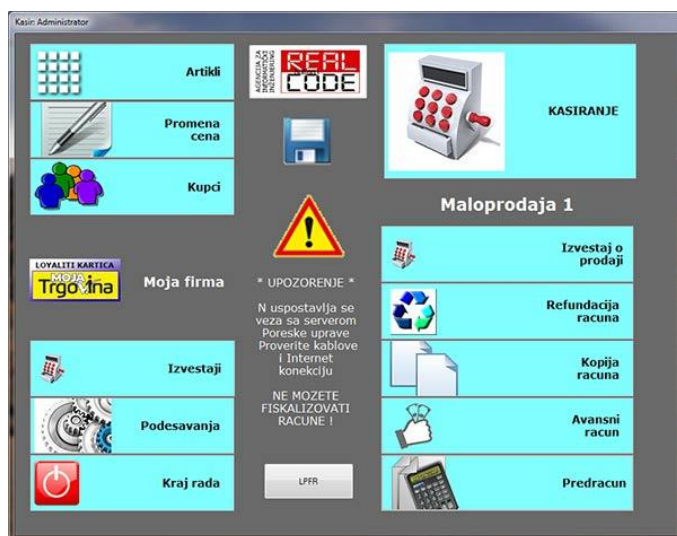 Kasir: Administrator
Artikli
Promena
cena
Kupci
LOYALITI KARTICA
MOJA
Trgovina
Moja firma
Izvestaji
Podesavanja
Kraj rada
AGENCIJA ZA
INFORMATIČKI
INŽENJERING
REAL
CODE
* UPOZORENJE *
N uspostavlja se
veza sa serverom
Poreske uprave
Proverite kablove
i Internet
konekciju
NE MOZETE
FISKALIZOVATI
RACUNE !
LPFR
KASIRANJE
Maloprodaja 1
Izvestaj o
prodaji
Refundacija
racuna
Kopija
racuna
Avansni
racun
Predracun